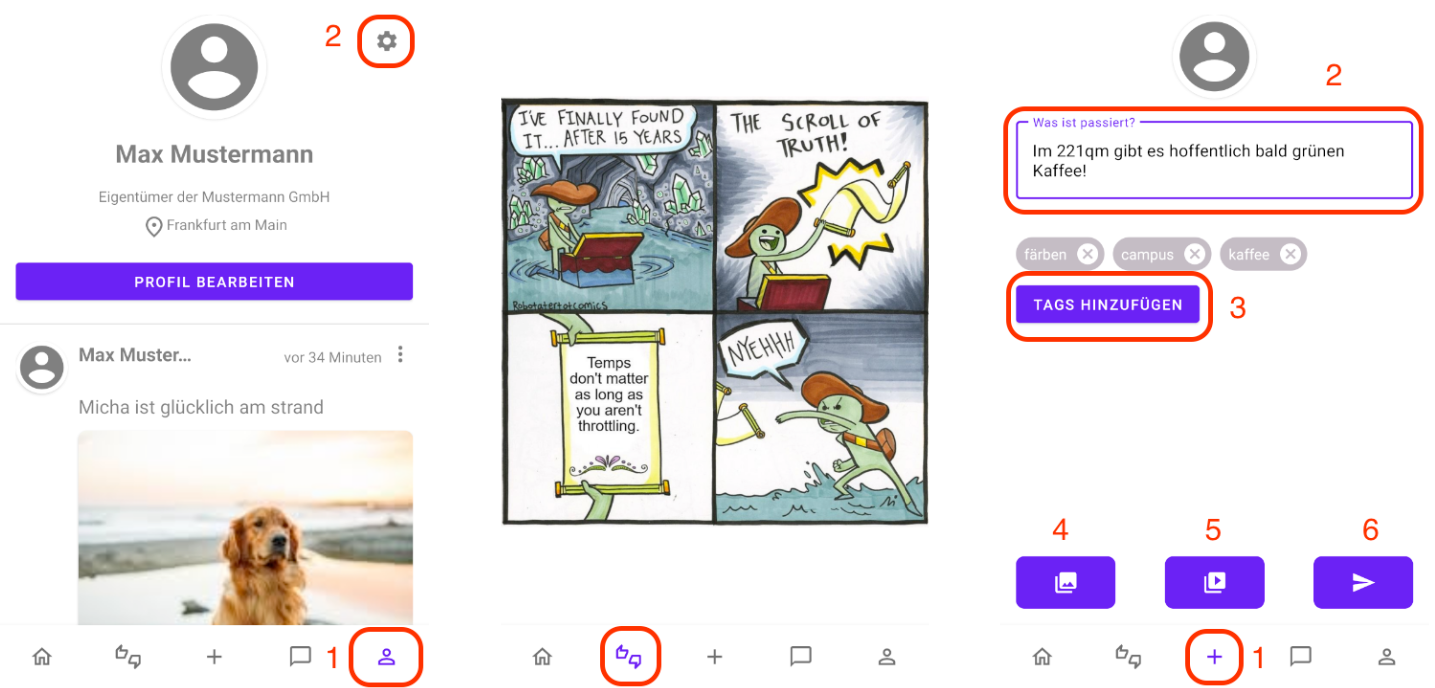 2
Max Mustermann
Eigentümer der Mustermann GmbH
Frankfurt am Main
PROFIL BEARBEITEN
Max Muster...
vor 34 Minuten
Micha ist glücklich am strand
1
I'VE FINALLY FOUND
IT... AFTER 15 YEARS
Robotatertotcomics
THE SCROLL OF
TRUTH!
Temps
don't matter
as long as
you aren't
throttling.
NYEHHH
2
Was ist passiert?
Im 221qm gibt es hoffentlich bald grünen
Kaffee!
färben
campus
kaffee
TAGS HINZUFÜGEN
3
4
5
6
1